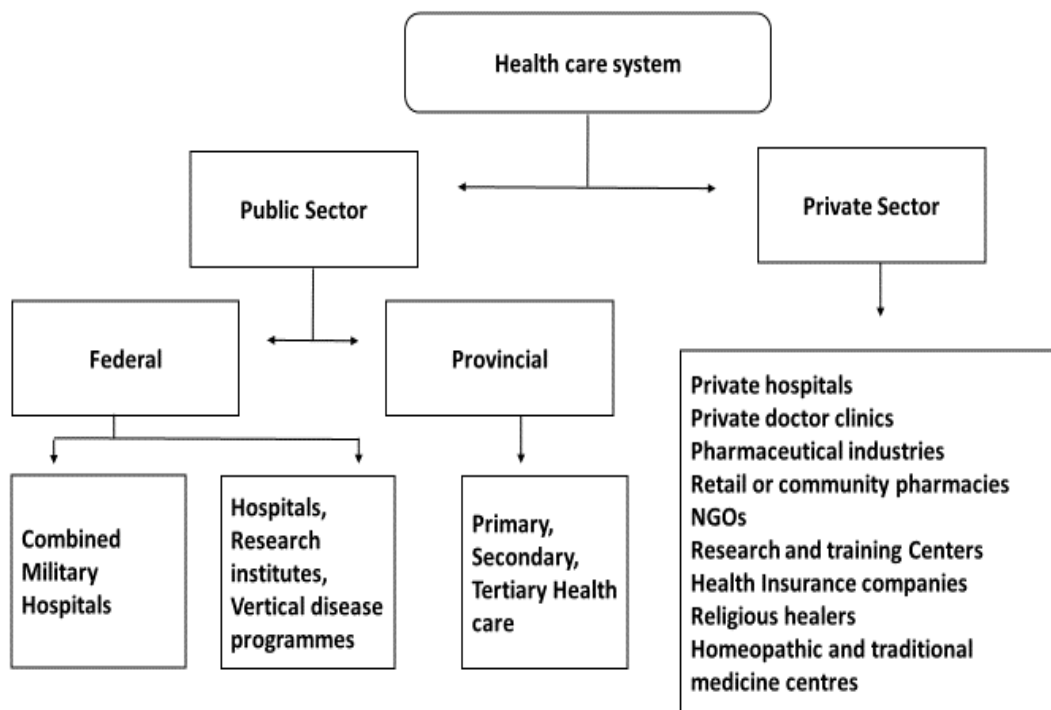 Health care system
Public Sector
Private Sector
Federal
Provincial
Combined
Military
Hospitals
Hospitals,
Research
institutes,
Vertical disease
programmes
Primary,
Secondary,
Tertiary Health
care
Private hospitals
Private doctor clinics
Pharmaceutical industries
Retail or community pharmacies
NGOs
Research and training Centers
Health Insurance companies
Religious healers
Homeopathic and traditional
medicine centres